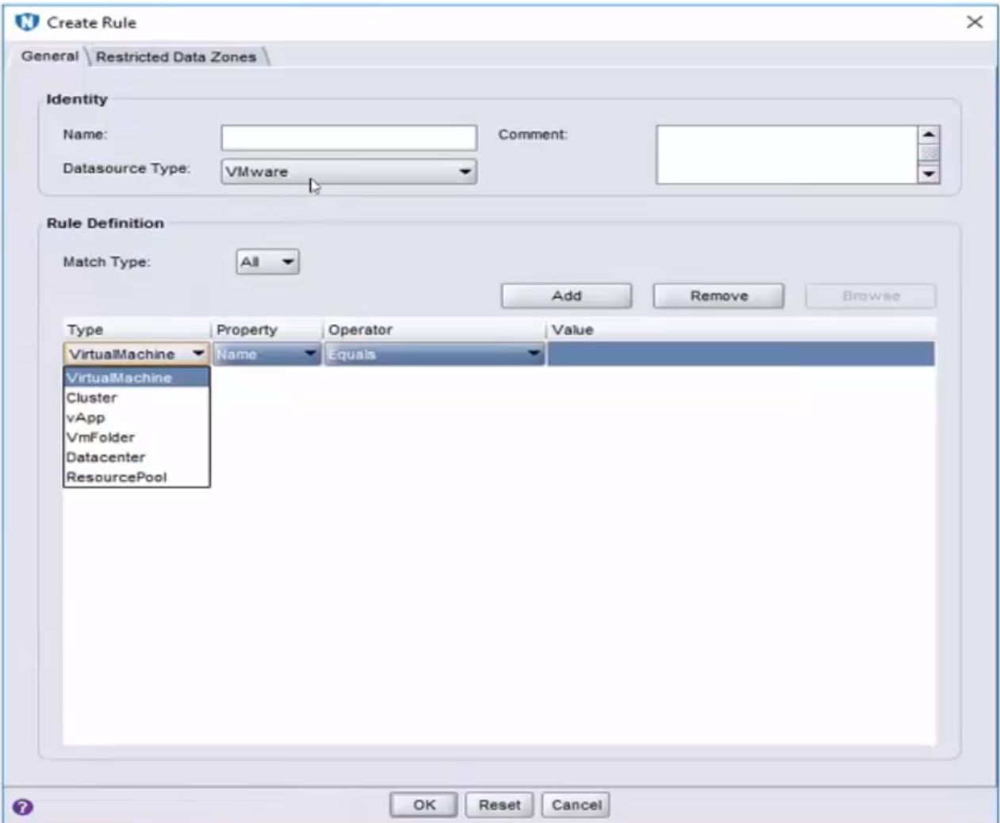 N Create Rule
General Restricted Data Zones
Identity
Name: Comment:
Datasource Type: VMware
Rule Definition
Match Type: All
Add Remove Browse
Type Property Operator Value
VirtualMachine Name Equals
VirtualMachine
Cluster
vApp
VmFolder
Datacenter
ResourcePool
? OK Reset Cancel